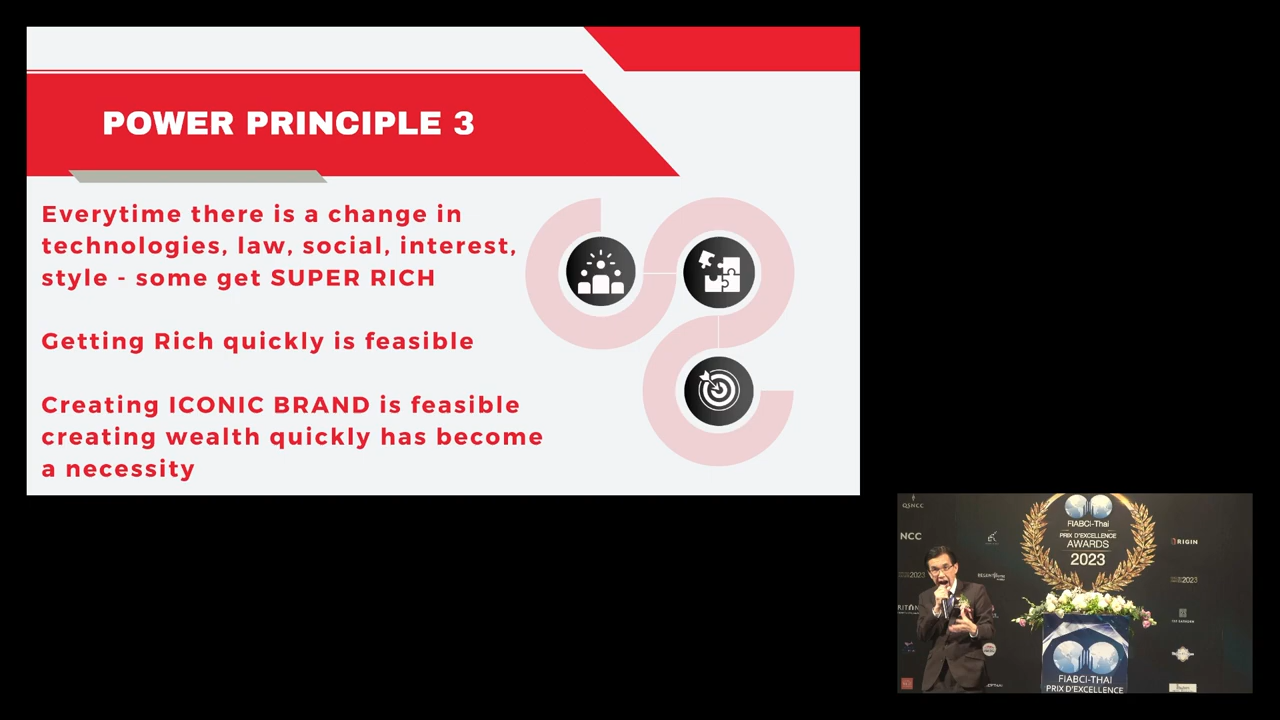 POWER PRINCIPLE 3
Everytime there is a change in
technologies, law, social, interest,
style - some get SUPER RICH
Getting Rich quickly is feasible
Creating ICONIC BRAND is feasible
creating wealth quickly has become
a necessity
QSNCC
NCC
FIABCI-Thai
PRIX D'EXCELLENCE
AWARDS
2023
RIGIN
FIABCI-THAI
PRIX D'EXCELLENCE